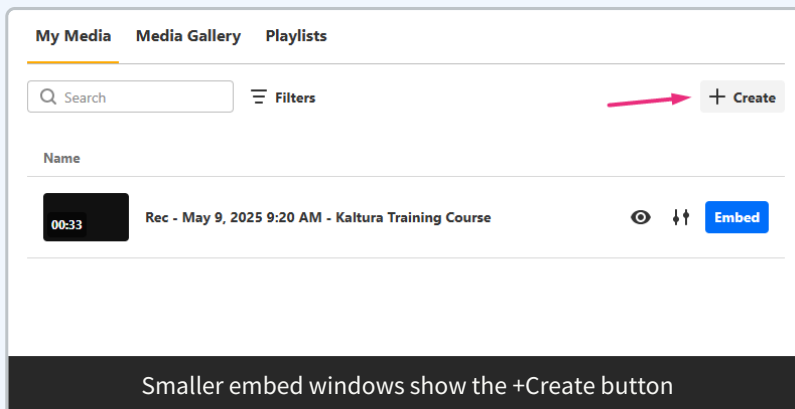 My Media Media Gallery Playlists
Search Filters + Create
Name
00:33 Rec - May 9, 2025 9:20 AM - Kaltura Training Course Embed
Smaller embed windows show the +Create button